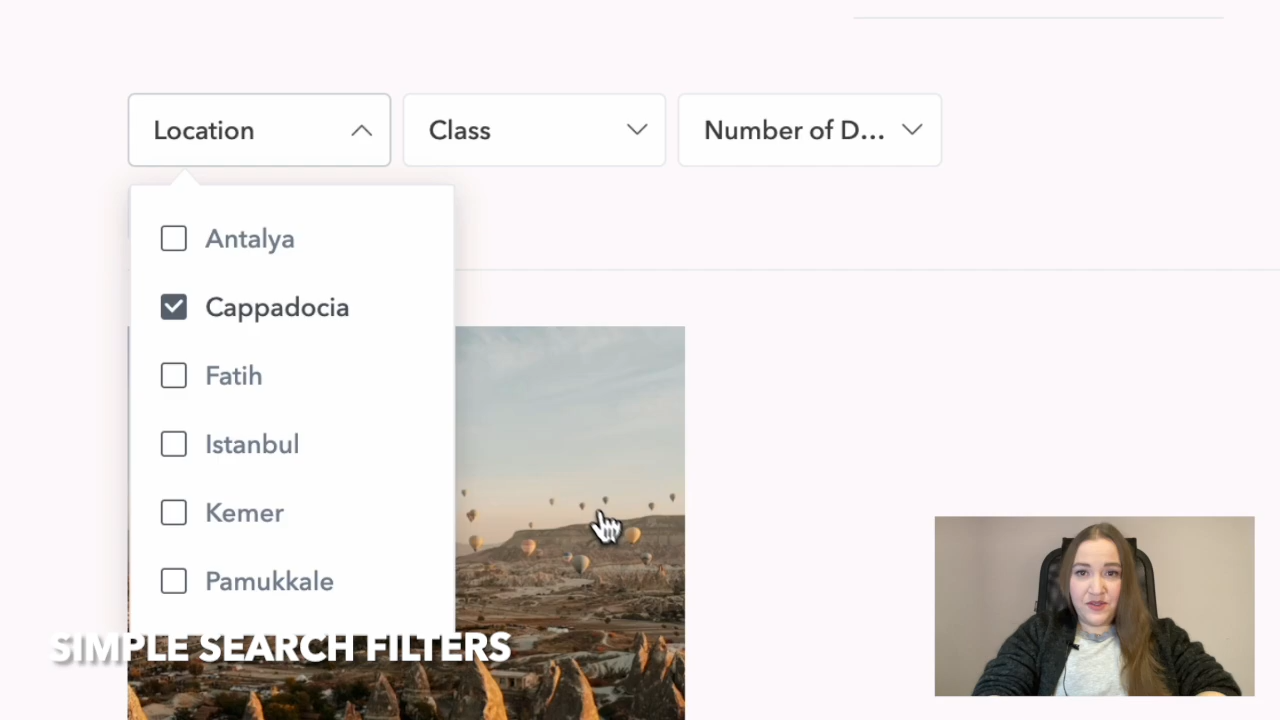 Location
Class
Number of D...
Antalya
Cappadocia
Fatih
Istanbul
Kemer
Pamukkale
SIMPLE SEARCH FILTERS